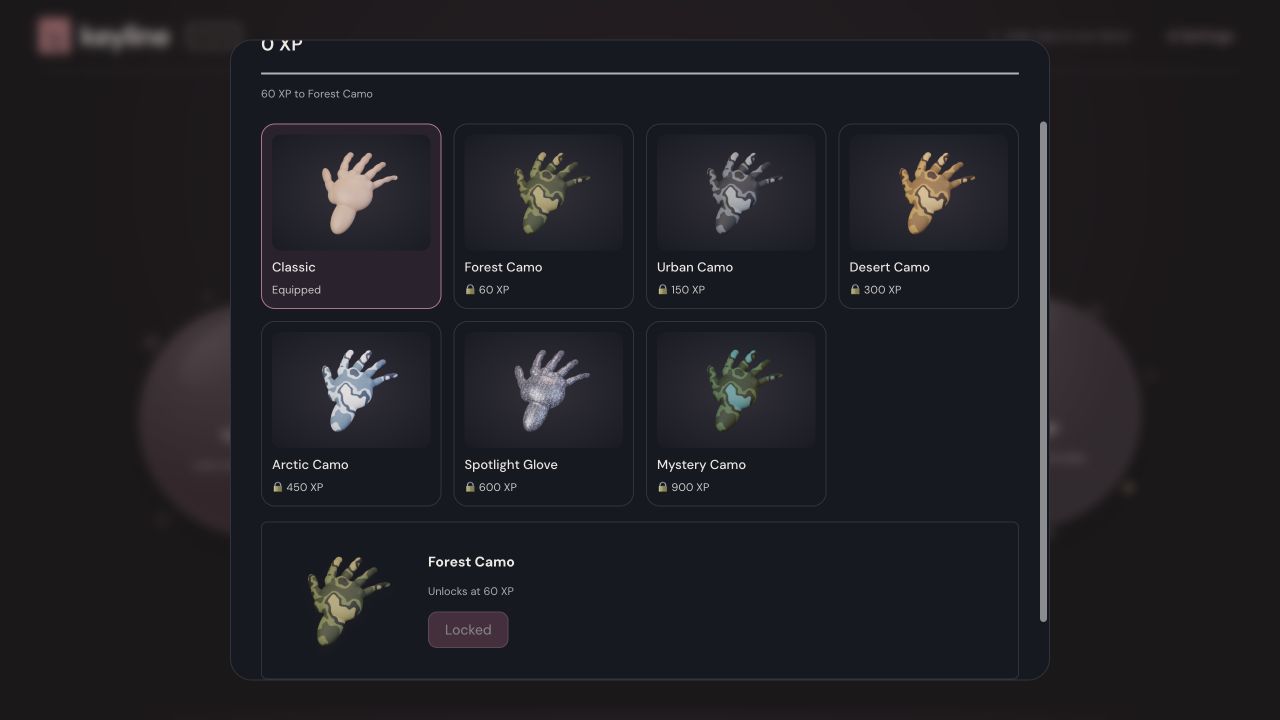 keyline
0 XP
60 XP to Forest Camo
Classic
Equipped
Forest Camo
60 XP
Urban Camo
150 XP
Desert Camo
300 XP
Arctic Camo
450 XP
Spotlight Glove
600 XP
Mystery Camo
900 XP
Forest Camo
Unlocks at 60 XP
Locked